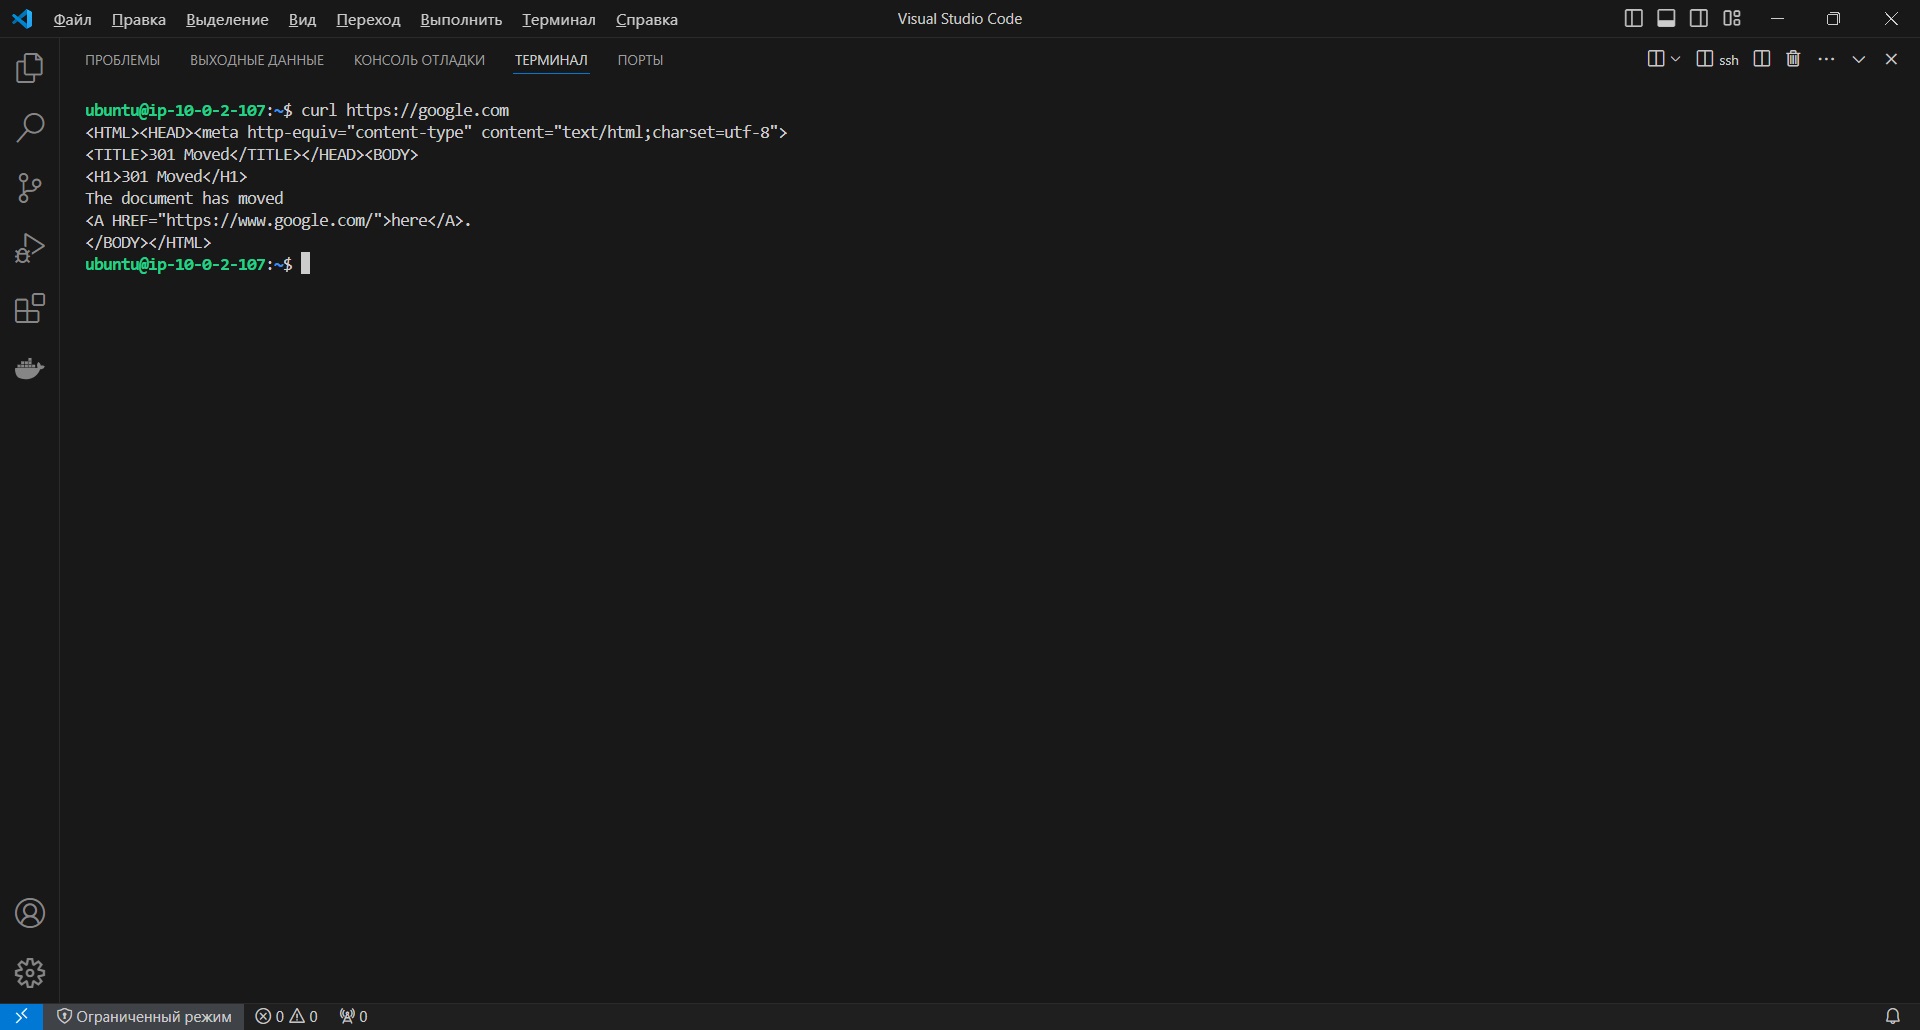 Файл Правка Выделение Вид Переход Выполнить Терминал Справка
Visual Studio Code
ПРОБЛЕМЫ ВЫХОДНЫЕ ДАННЫЕ КОНСОЛЬ ОТЛАДКИ ТЕРМИНАЛ ПОРТЫ
ssh
ubuntu@ip-10-0-2-107:~$ curl https://google.com
<HTML><HEAD><meta http-equiv="content-type" content="text/html;charset=utf-8">
<TITLE>301 Moved</TITLE></HEAD><BODY>
<H1>301 Moved</H1>
The document has moved
<A HREF="https://www.google.com/">here</A>.
</BODY></HTML>
ubuntu@ip-10-0-2-107:~$
Ограниченный режим 0 0 0